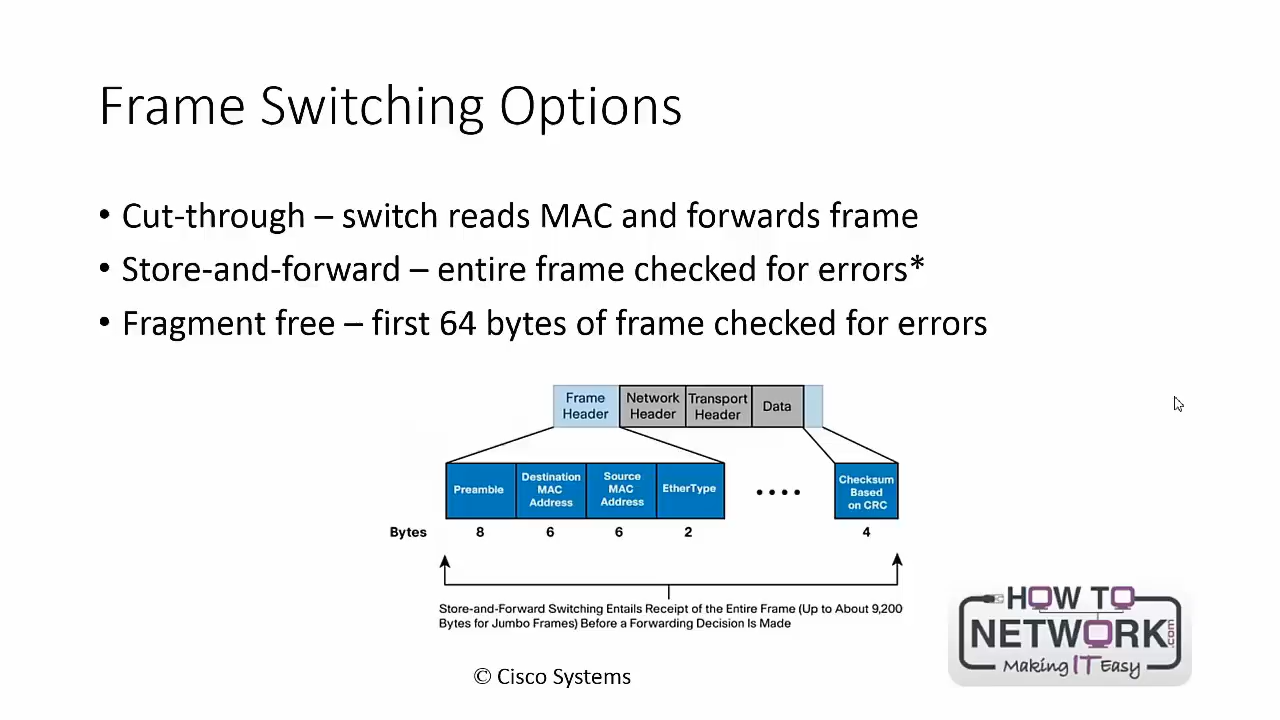 Frame Switching Options
• Cut-through – switch reads MAC and forwards frame
• Store-and-forward – entire frame checked for errors*
• Fragment free – first 64 bytes of frame checked for errors
Frame
Header
Network
Header
Transport
Header
Data
Preamble
Destination
MAC
Address
Source
MAC
Address
EtherType
• • • •
Checksum
Based
on CRC
Bytes 8 6 6 2 4
Store-and-Forward Switching Entails Receipt of the Entire Frame (Up to About 9,200
Bytes for Jumbo Frames) Before a Forwarding Decision Is Made
© Cisco Systems
HOW TO
NETWORK.com
Making IT Easy